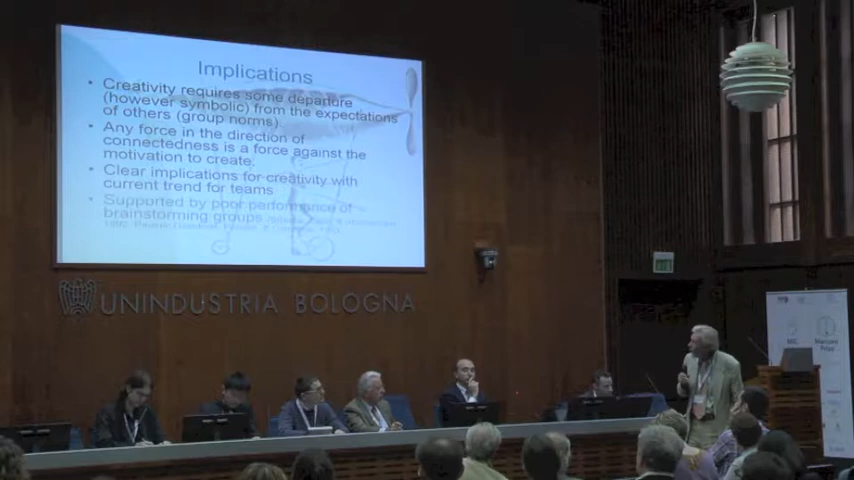 Implications
• Creativity requires some departure
(however symbolic) from the expectations
of others (group norms).
• Any force in the direction of
connectedness is a force against the
motivation to create.
• Clear implications for creativity with
current trend for teams
• Supported by poor performance of
brainstorming groups
UNINDUSTRIA BOLOGNA